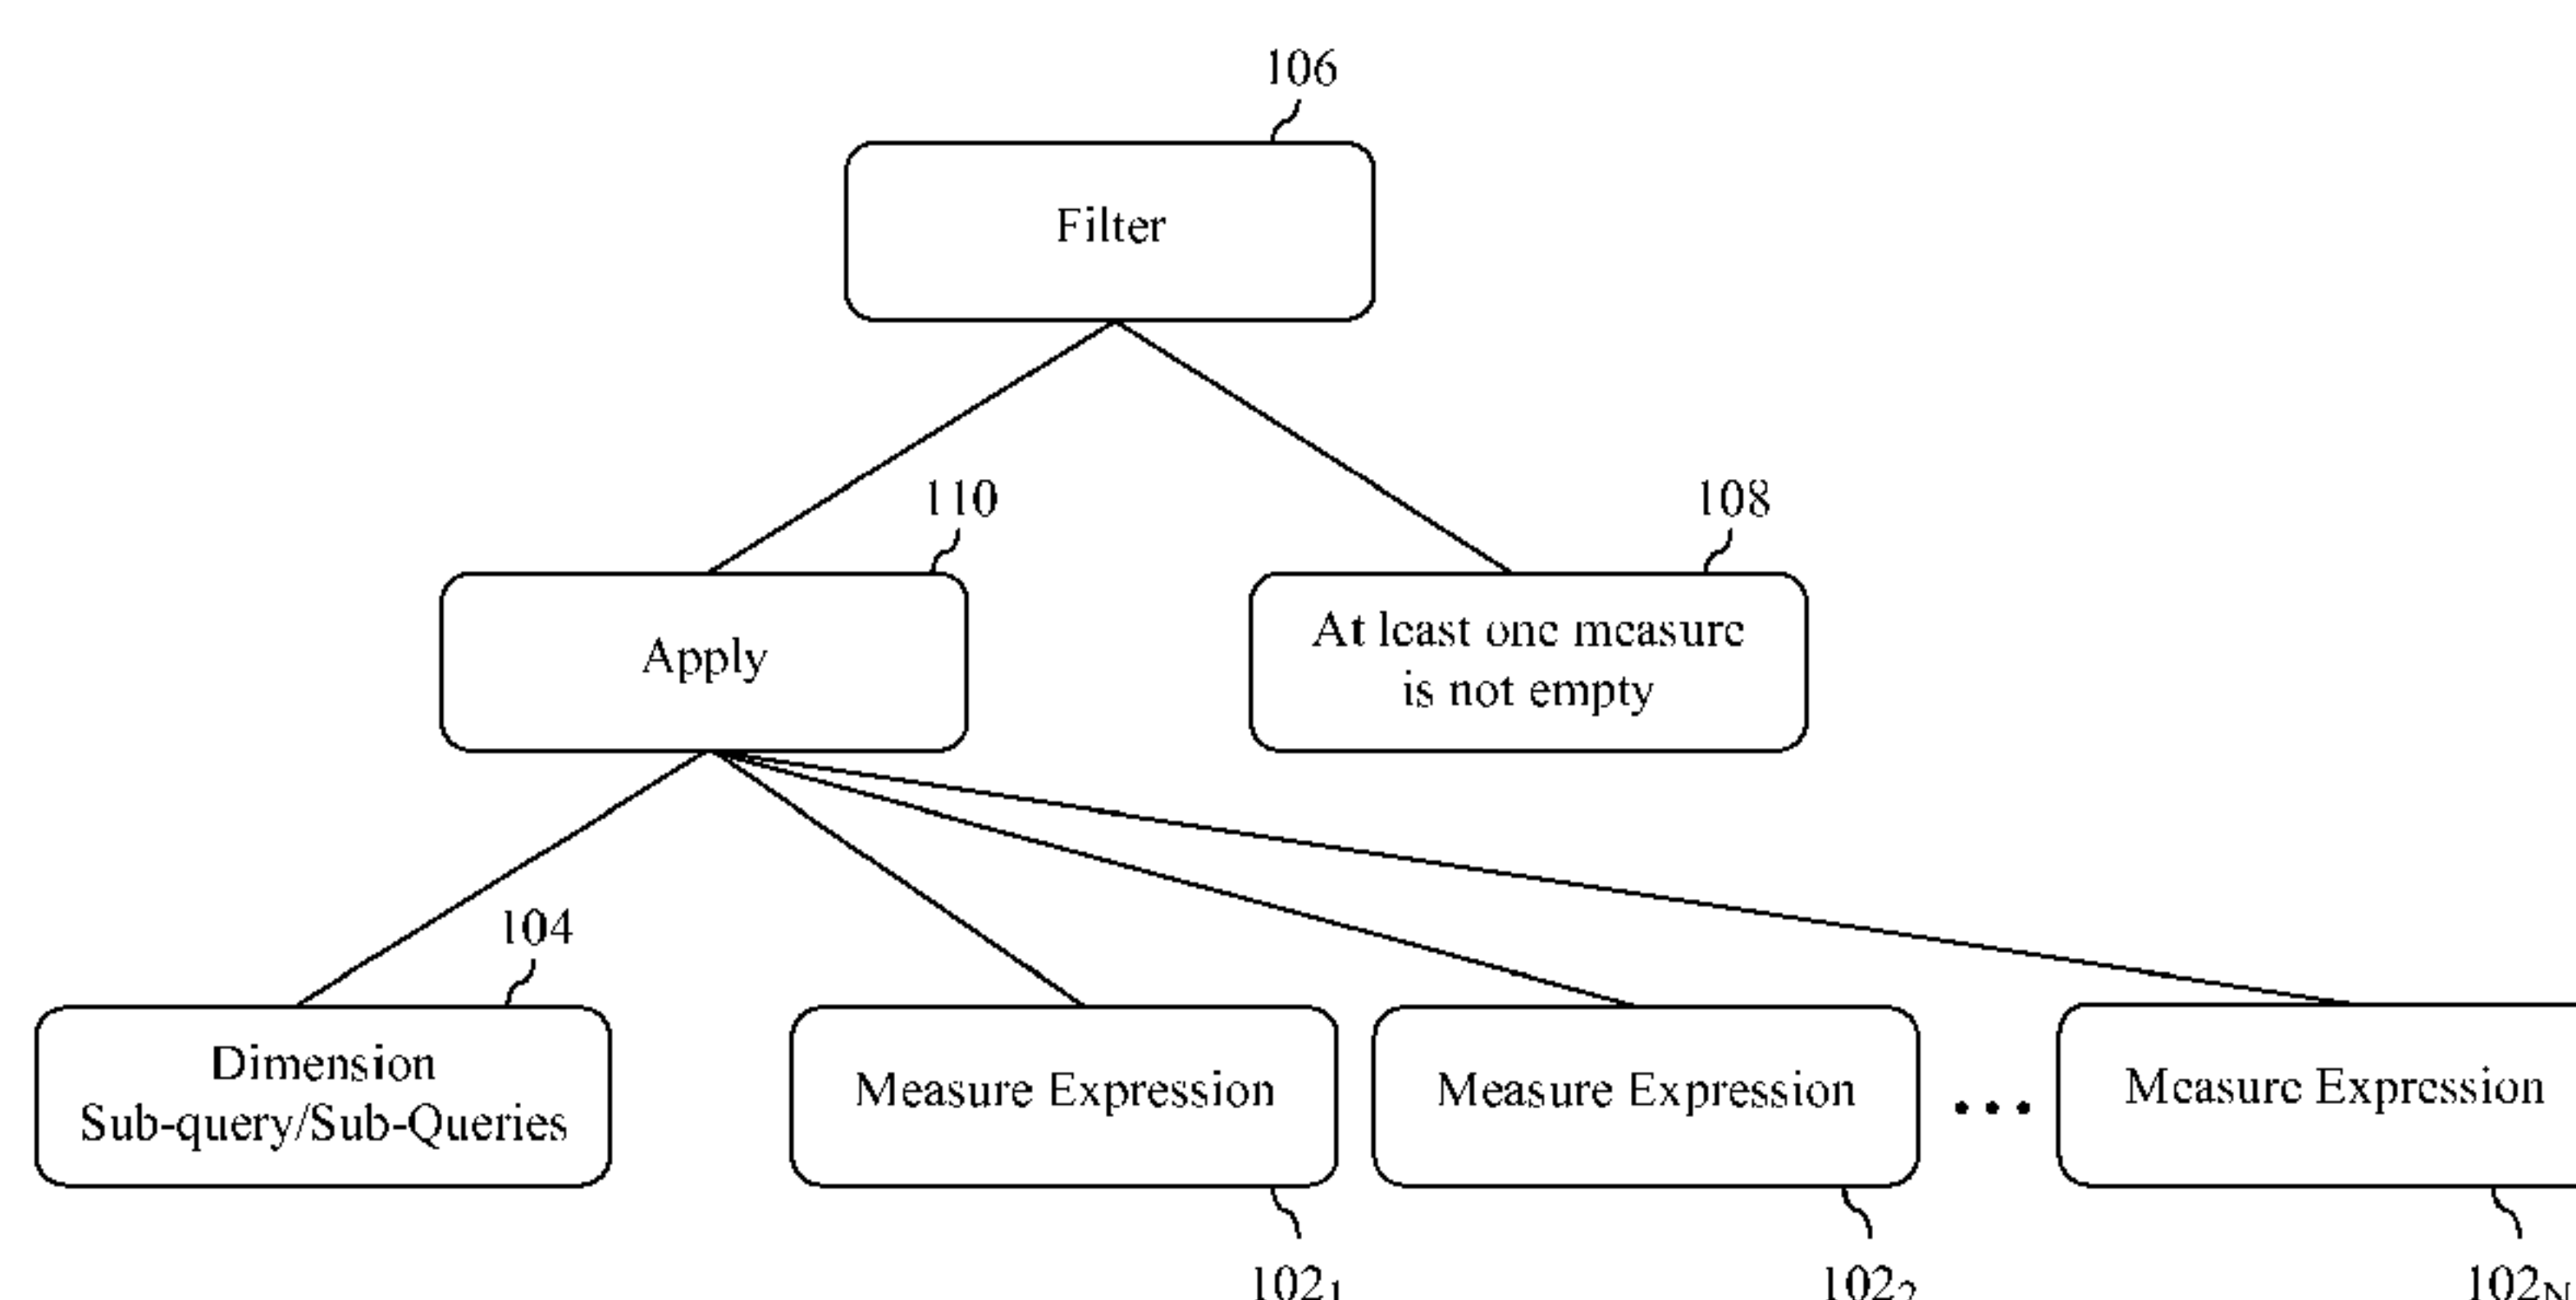 106
Filter
110
108
Apply
At least one measure
is not empty
104
Dimension
Sub-query/Sub-Queries
Measure Expression
Measure Expression
...
Measure Expression
102₁
102₂
102N